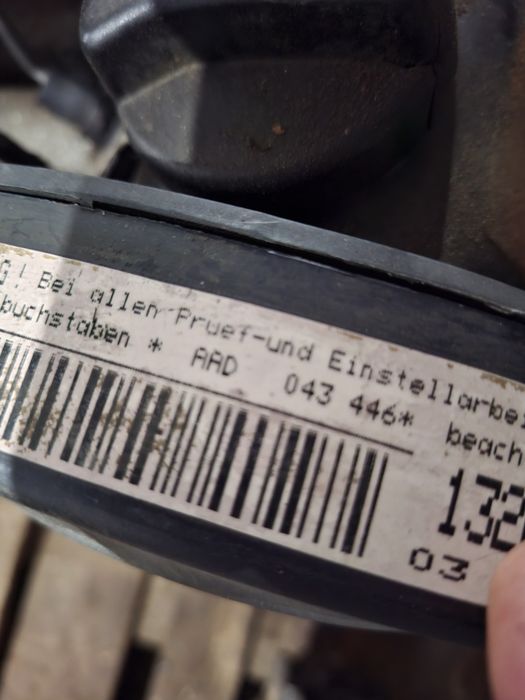 G! Bei allen Pruef-und Einstellarbei
buchstaben * AAD 043 446* beach
132
03